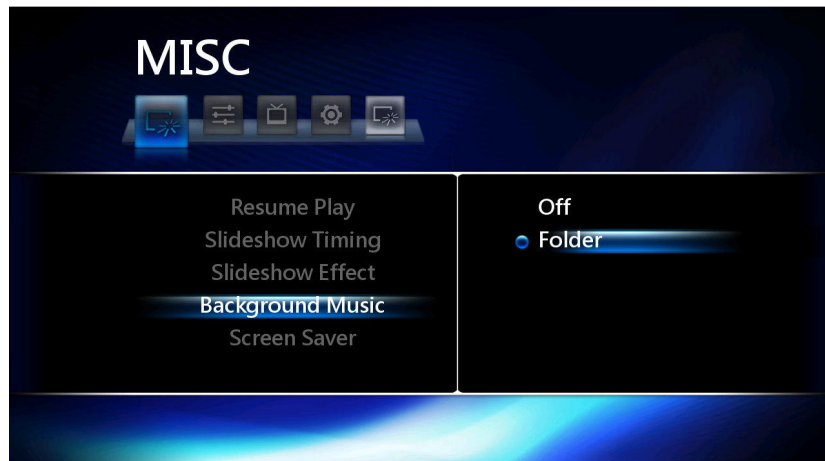 MISC
Resume Play
Slideshow Timing
Slideshow Effect
Background Music
Screen Saver
Off
Folder